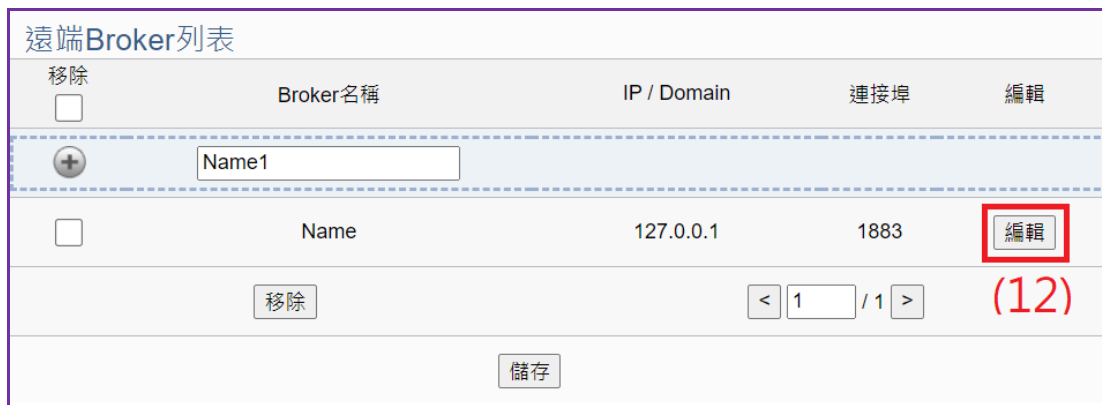 遠端Broker列表
移除
Broker名稱 IP / Domain 連接埠 編輯
Name1
Name 127.0.0.1 1883 編輯
移除 < 1 / 1 > (12)
儲存